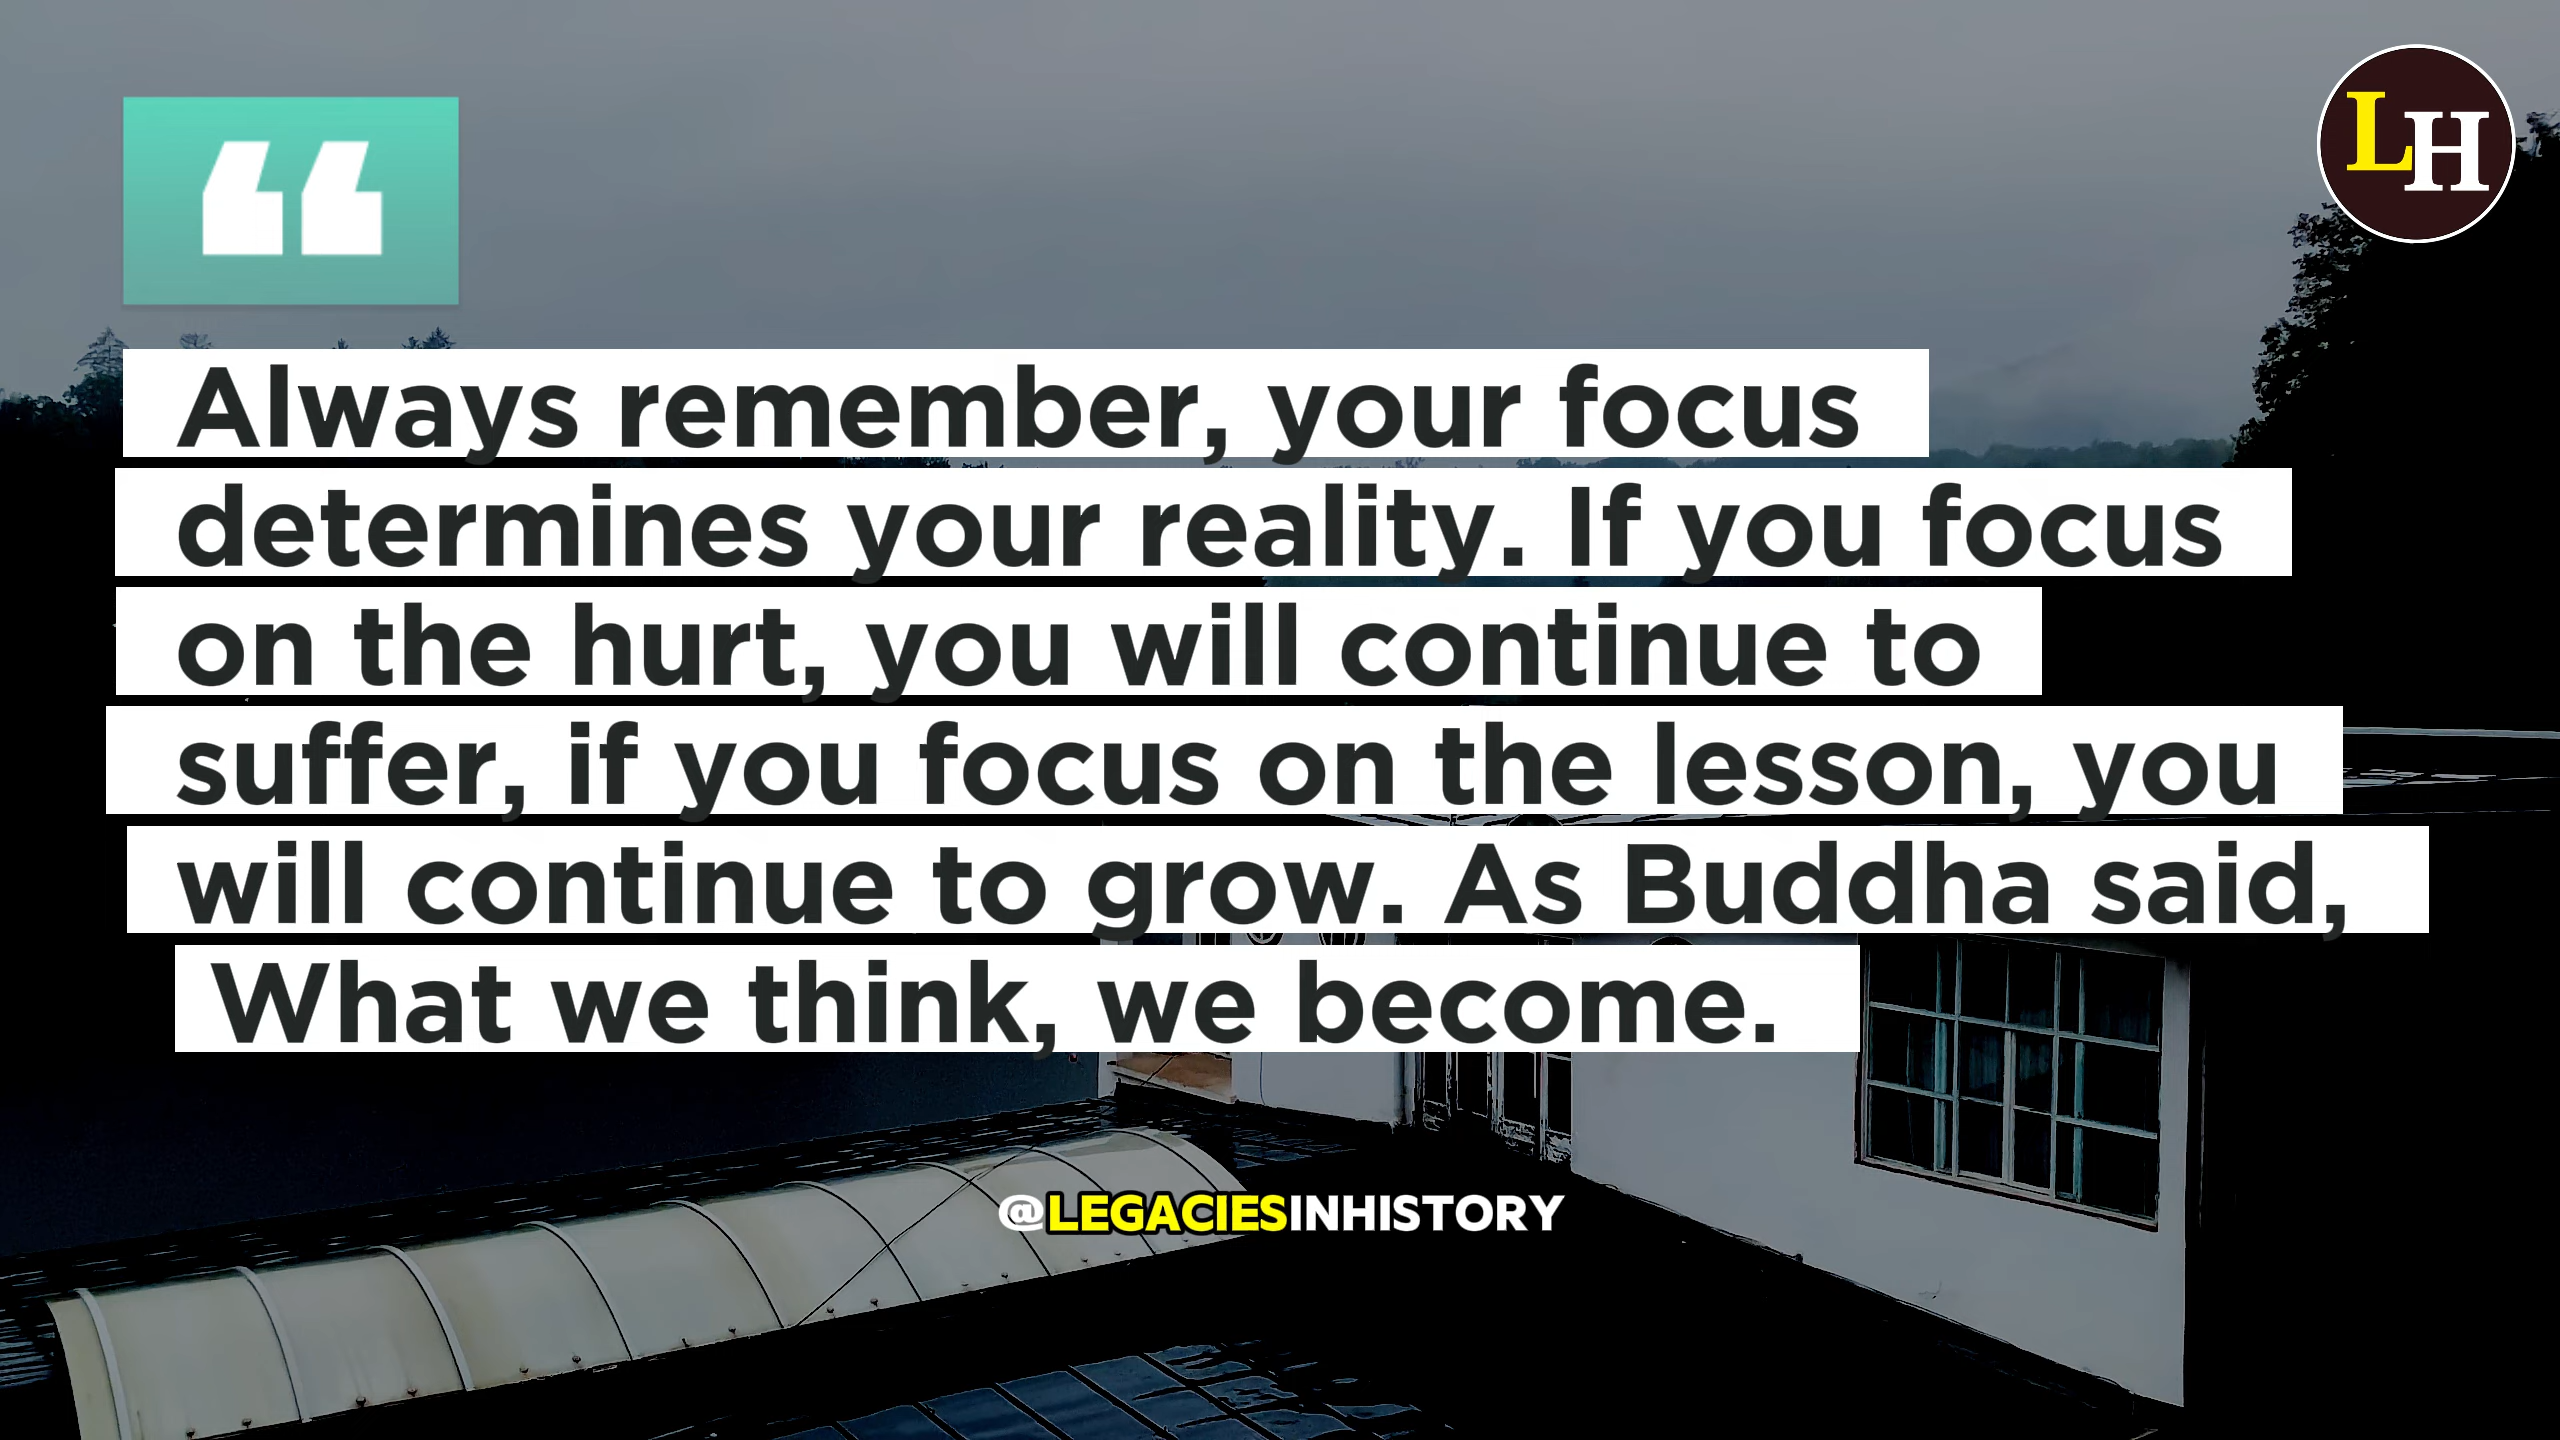 “
LH
Always remember, your focus
determines your reality. If you focus
on the hurt, you will continue to
suffer, if you focus on the lesson, you
will continue to grow. As Buddha said,
What we think, we become.
@LEGACIESINHISTORY